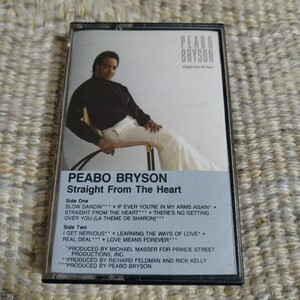 PEABO
BRYSON
straight from the heart
PEABO BRYSON
Straight From The Heart
Side One
SLOW DANCIN'*** • IF EVER YOU'RE IN MY ARMS AGAIN* •
STRAIGHT FROM THE HEART*** • THERE'S NO GETTING
OVER YOU (LA THEME DE SHARON)***
Side Two
I GET NERVOUS** • LEARNING THE WAYS OF LOVE* •
REAL DEAL*** • LOVE MEANS FOREVER***
*PRODUCED BY MICHAEL MASSER FOR PRINCE STREET
PRODUCTIONS, INC.
**PRODUCED BY RICHARD FELDMAN AND RICK KELLY
***PRODUCED BY PEABO BRYSON